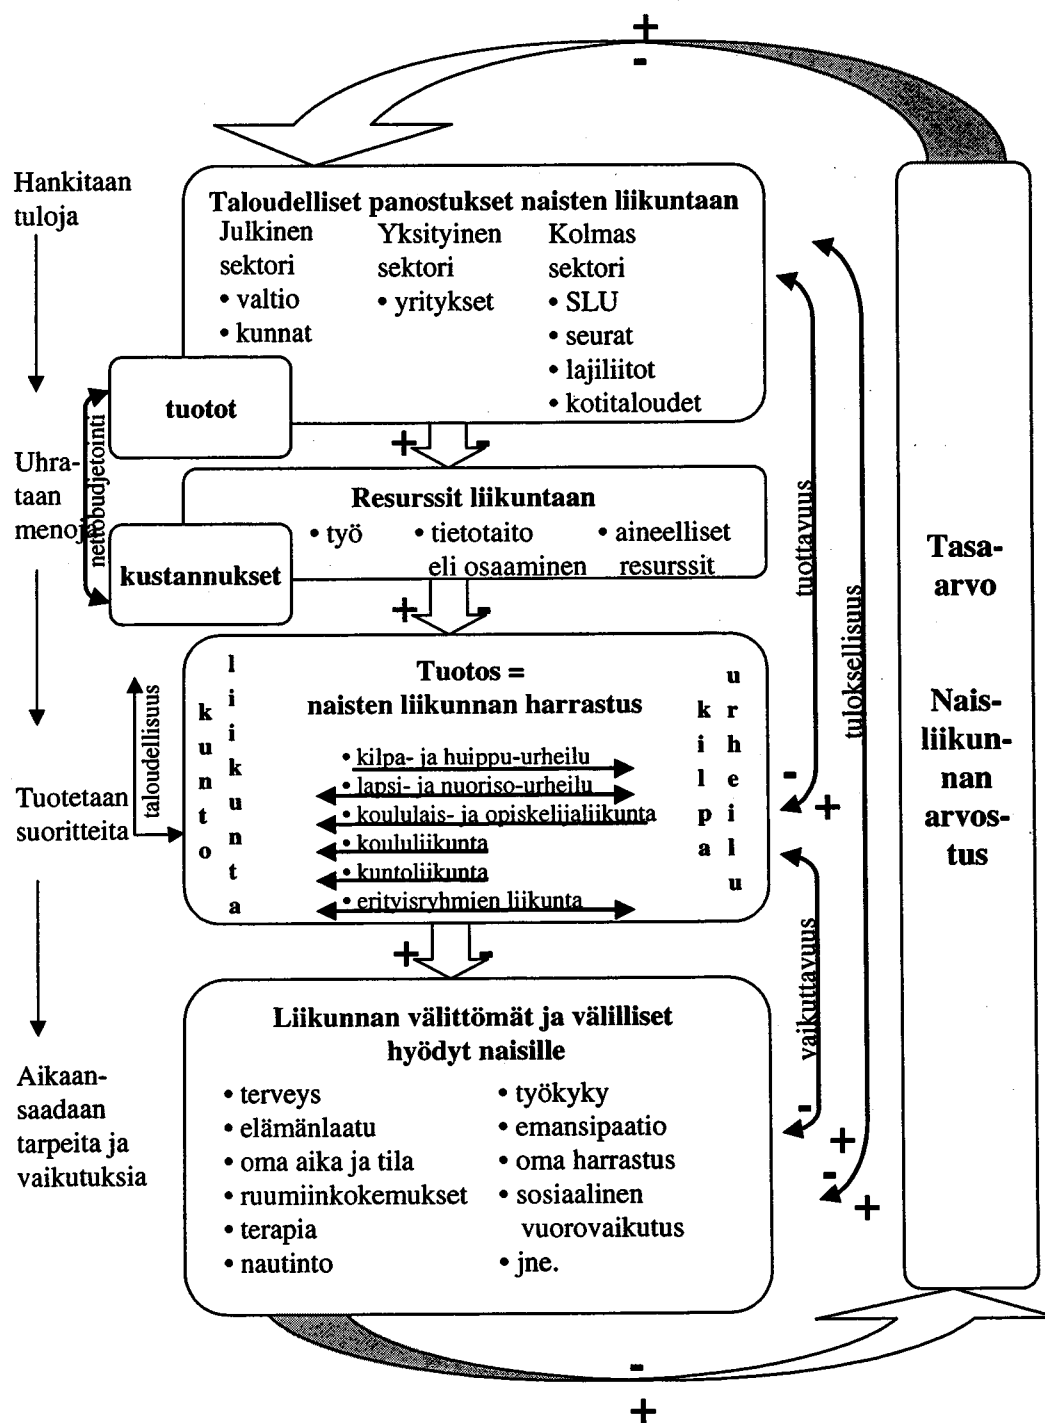 +
-
Hankitaan
tuloja
Taloudelliset panostukset naisten liikuntaan
Julkinen
sektori
• valtio
• kunnat
Yksityinen
sektori
• yritykset
Kolmas
sektori
• SLU
• seurat
• lajiliitot
• kotitaloudet
tuotot
+ -
Uhra-
taan
menoja
nettobudjetointi
Resurssit liikuntaan
• työ
• tietotaito
eli osaaminen
• aineelliset
resurssit
kustannukset
+ -
taloudellisuus
Tuotetaan
suoritteita
kunto
liikunta
Tuotos =
naisten liikunnan harrastus
• kilpa- ja huippu-urheilu
• lapsi- ja nuoriso-urheilu
• koululais- ja opiskelijaliikunta
• koululiikunta
• kuntoliikunta
• erityisryhmien liikunta
kilpa
urheilu
+ -
tuottavuus
- +
tuloksellisuus
vaikuttavuus
- +
- +
Aikaan-
saadaan
tarpeita ja
vaikutuksia
Liikunnan välittömät ja välilliset
hyödyt naisille
• terveys
• elämänlaatu
• oma aika ja tila
• ruumiinkokemukset
• terapia
• nautinto
• työkyky
• emansipaatio
• oma harrastus
• sosiaalinen
vuorovaikutus
• jne.
Tasa-
arvo
Nais-
liikun-
nan
arvos-
tus
-
+